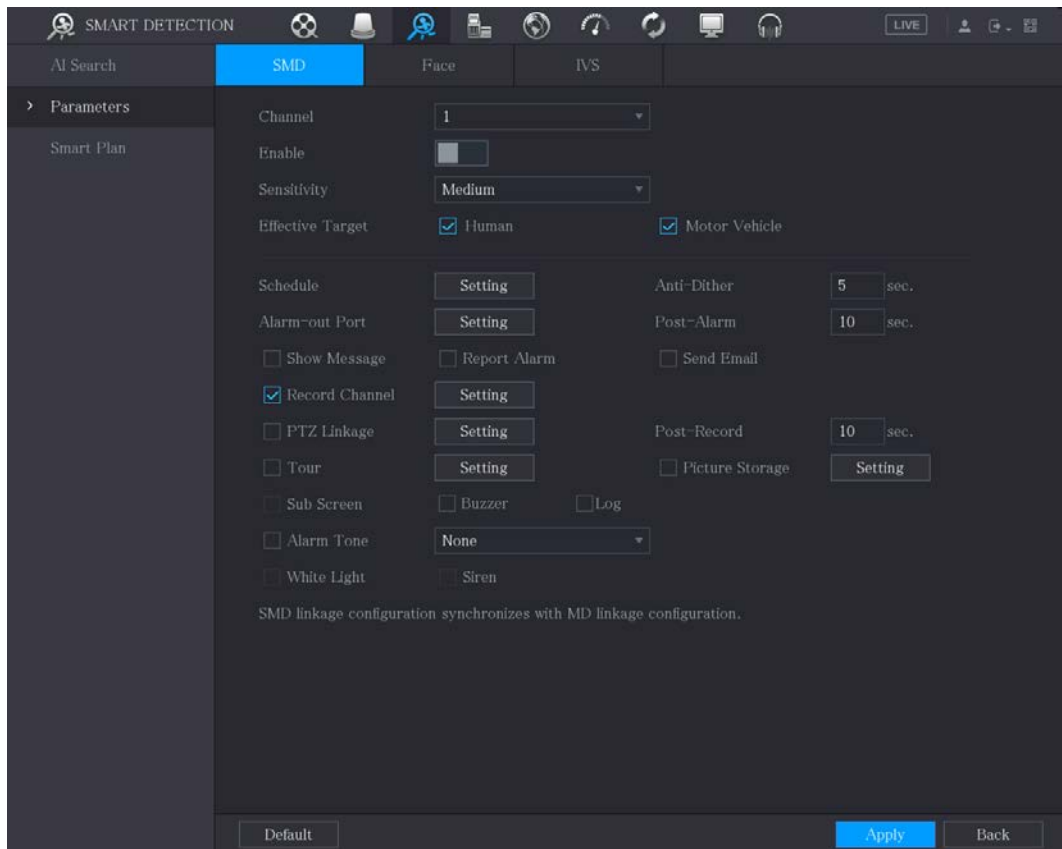 SMART DETECTION LIVE
AI Search SMD Face IVS
> Parameters
Channel 1
Smart Plan
Enable
Sensitivity Medium
Effective Target Human Motor Vehicle
Schedule Setting Anti-Dither 5 sec.
Alarm-out Port Setting Post-Alarm 10 sec.
Show Message Report Alarm Send Email
Record Channel Setting
PTZ Linkage Setting Post-Record 10 sec.
Tour Setting Picture Storage Setting
Sub Screen Buzzer Log
Alarm Tone None
White Light Siren
SMD linkage configuration synchronizes with MD linkage configuration.
Default Apply Back